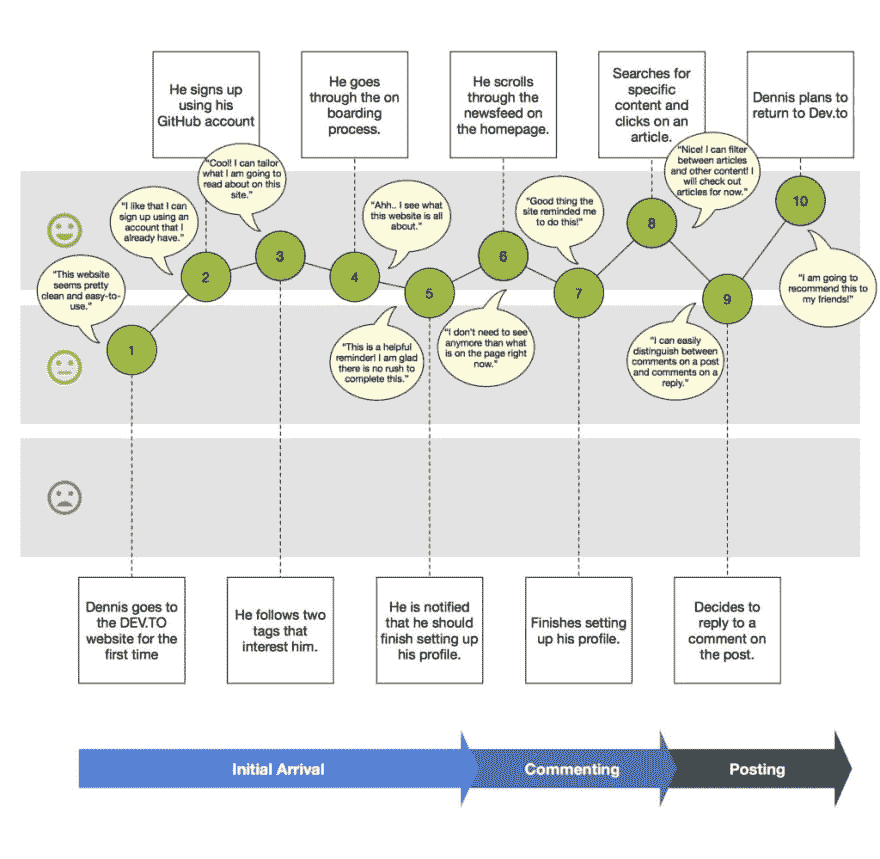 He signs up
using his
GitHub account
He goes
through the on
boarding
process.
He scrolls
through the
newsfeed on
the homepage.
Searches for
specific
content and
clicks on an
article.
Dennis plans to
return to Dev.to
"This website
seems pretty
clean and easy-to-
use."
"I like that I can
sign up using an
account that I
already have."
"Cool! I can tailor
what I am going to
read about on this
site."
"Ahh.. I see what
this website is all
about."
"This is a helpful
reminder! I am glad
there is no rush to
complete this."
"I don't need to see
anymore than what
is on the page right
now."
"Good thing the
site reminded me
to do this!"
"Nice! I can filter
between articles
and other content! I
will check out
articles for now."
"I can easily
distinguish between
comments on a post
and comments on a
reply."
"I am going to
recommend this to
my friends!"
1
2
3
4
5
6
7
8
9
10
Dennis goes to
the DEV.TO
website for the
first time
He follows two
tags that
interest him.
He is notified
that he should
finish setting up
his profile.
Finishes setting
up his profile.
Decides to
reply to a
comment on
the post.
Initial Arrival
Commenting
Posting